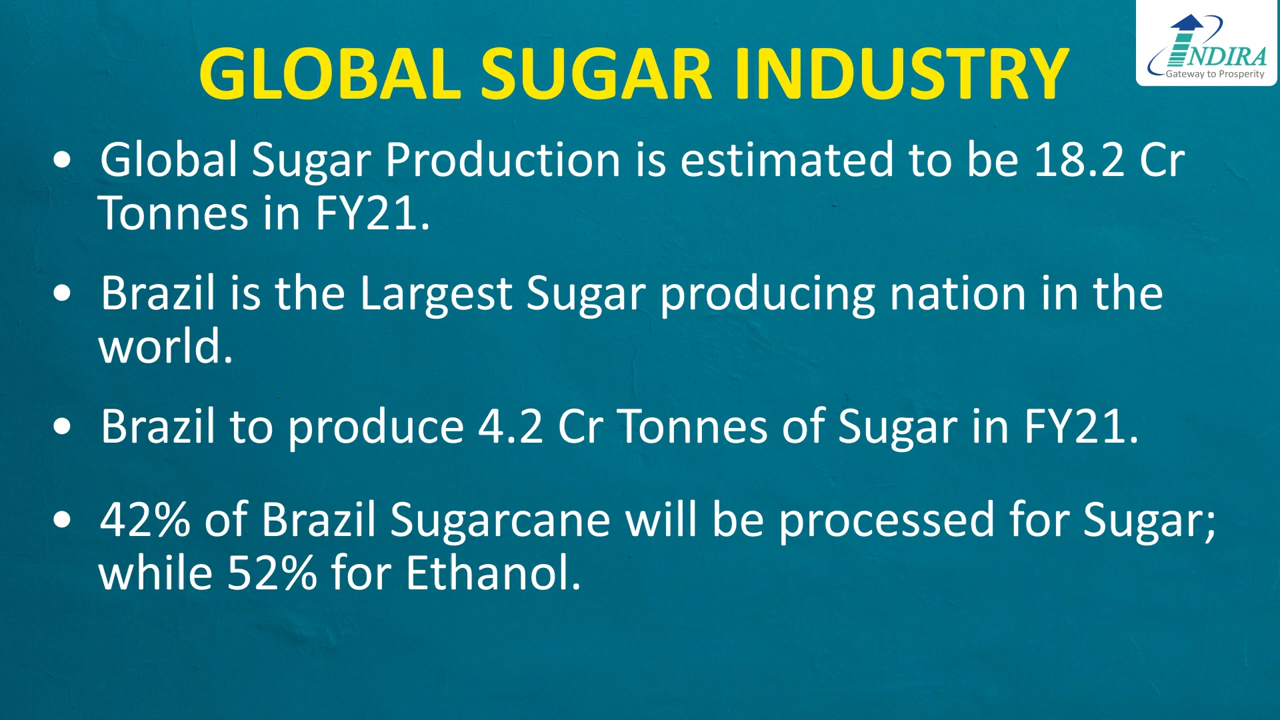 GLOBAL SUGAR INDUSTRY
INDIRA
Gateway to Prosperity
• Global Sugar Production is estimated to be 18.2 Cr
Tonnes in FY21.
• Brazil is the Largest Sugar producing nation in the
world.
• Brazil to produce 4.2 Cr Tonnes of Sugar in FY21.
• 42% of Brazil Sugarcane will be processed for Sugar;
while 52% for Ethanol.